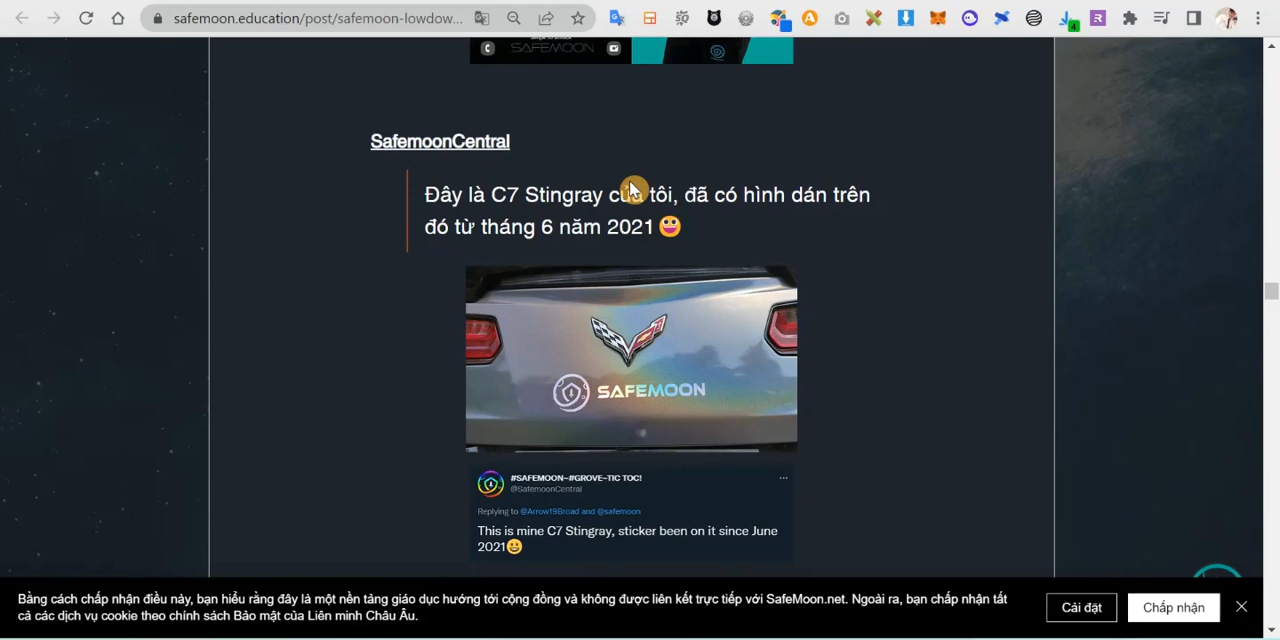 safemoon.education/post/safemoon-lowdow...
4
SAFEMOON
SafemoonCentral
Đây là C7 Stingray của tôi, đã có hình dán trên
đó từ tháng 6 năm 2021
SAFEMOON
#SAFEMOON~#GROVE~TIC TOC!
@SafemoonCentral
Replying to @Arrow19Broad and @safemoon
This is mine C7 Stingray, sticker been on it since June
2021
Bằng cách chấp nhận điều này, bạn hiểu rằng đây là một nền tảng giáo dục hướng tới cộng đồng và không được liên kết trực tiếp với SafeMoon.net. Ngoài ra, bạn chấp nhận tất
cả các dịch vụ cookie theo chính sách Bảo mật của Liên minh Châu Âu.
Cài đặt
Chấp nhận